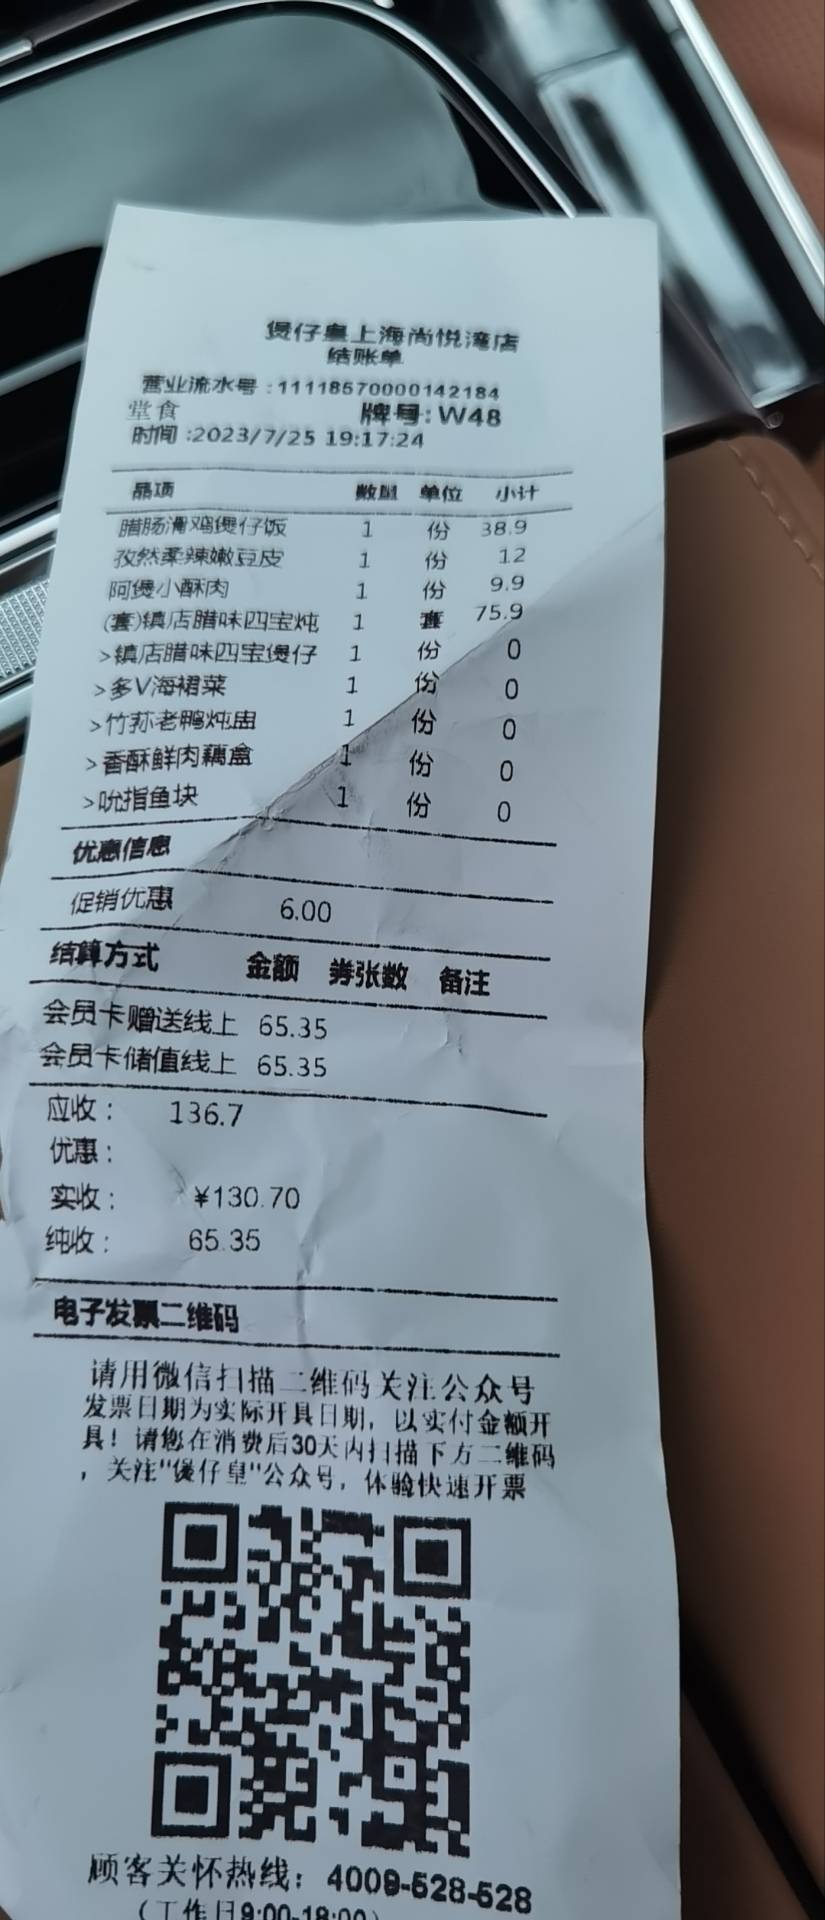 煲仔皇上海尚悦湾店
结账单
营业流水号：11118570000142184
堂食 牌号：W48
时间：2023/7/25 19:17:24
品项 数量 单位 小计
腊肠滑鸡煲仔饭 1 份 38.9
孜然柔辣嫩豆皮 1 份 12
阿煲小酥肉 1 份 9.9
(套)镇店腊味四宝炖 1 套 75.9
>镇店腊味四宝煲仔 1 份 0
>多V海裙菜 1 份 0
>竹荪老鸭炖盅 1 份 0
>香酥鲜肉藕盒 1 份 0
>吮指鱼块 1 份 0
优惠信息
促销优惠 6.00
结算方式 金额 券张数 备注
会员卡赠送线上 65.35
会员卡储值线上 65.35
应收： 136.7
优惠：
实收： ¥130.70
纯收： 65.35
电子发票二维码
请用微信扫描二维码关注公众号
发票日期为实际开具日期，以实付金额开
具！请您在消费后30天内扫描下方二维码
，关注"煲仔皇"公众号，体验快速开票
顾客关怀热线：4008-528-528
（工作日9:00-18:00）